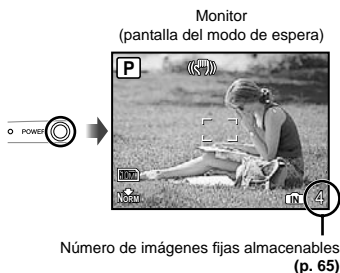 Monitor
(pantalla del modo de espera)
P
POWER
NORM
IN 4
Número de imágenes fijas almacenables
(p. 65)